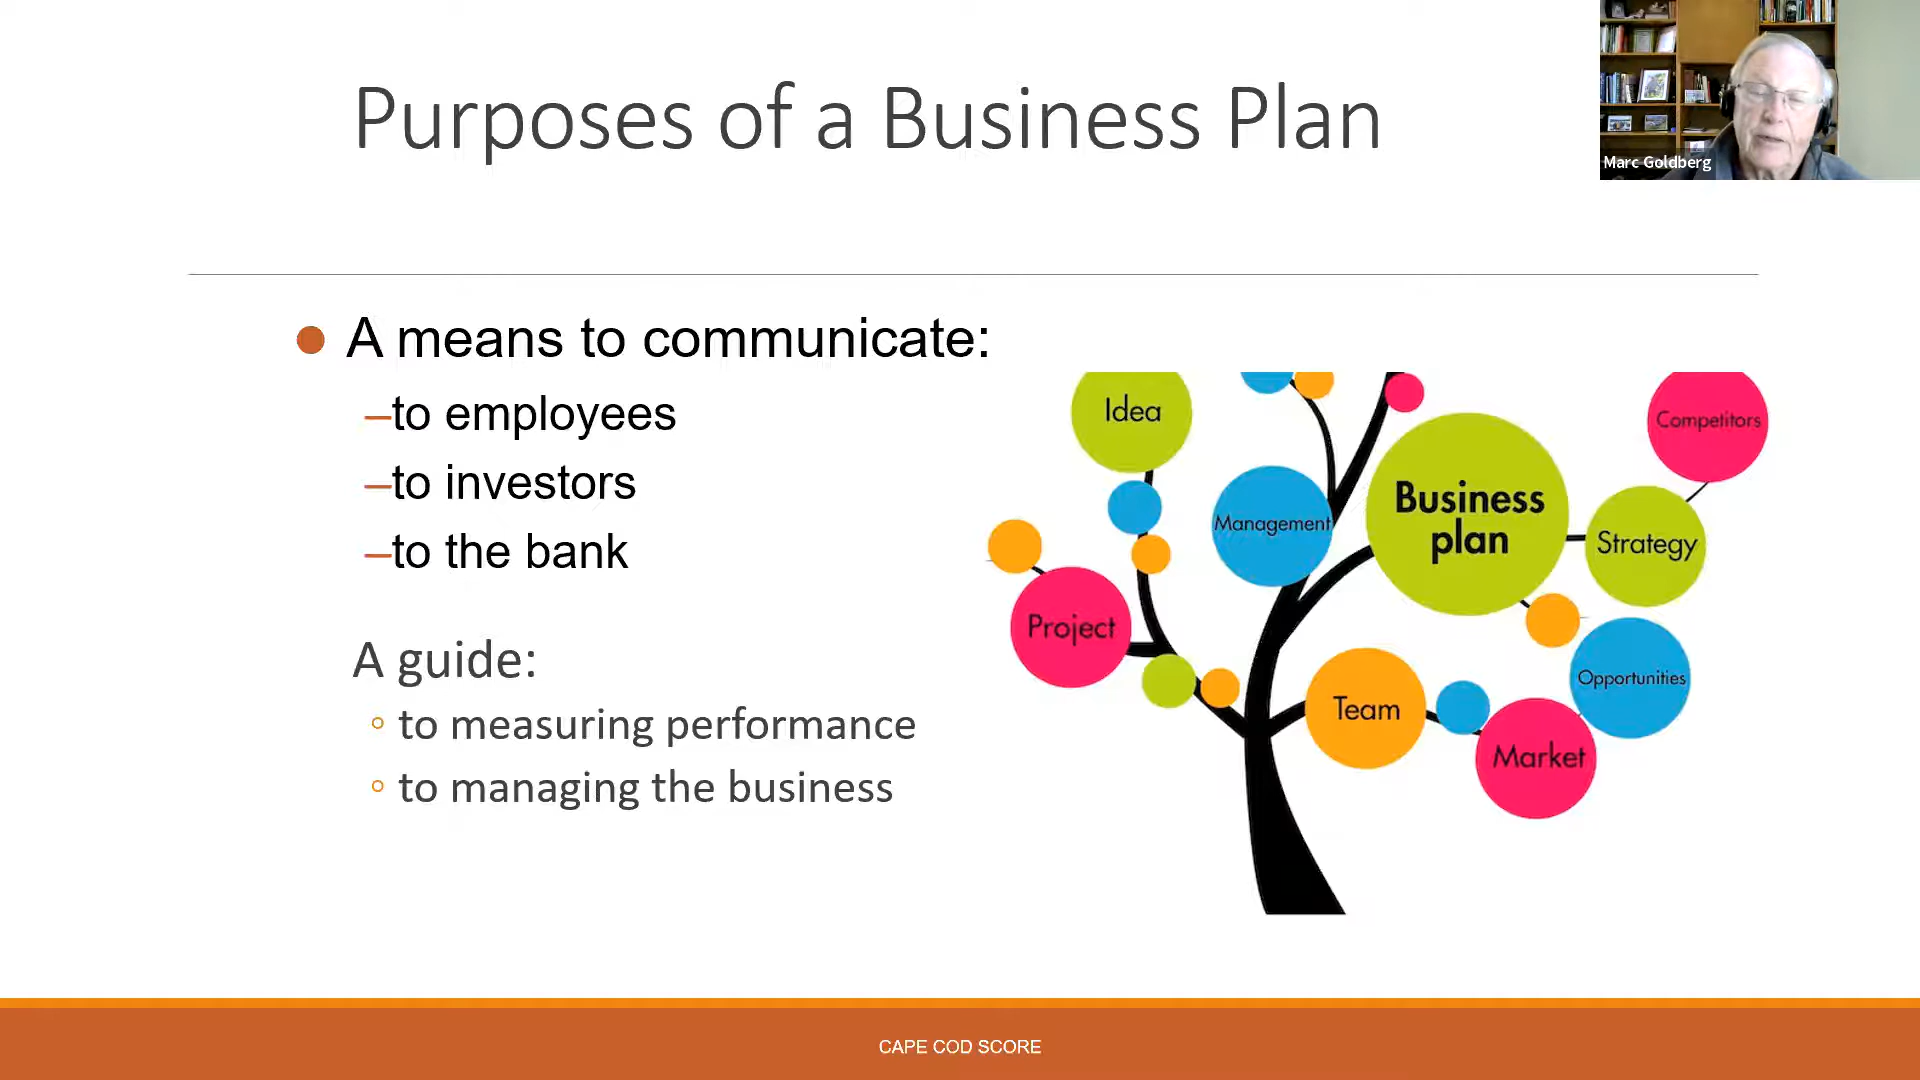 Purposes of a Business Plan
Marc Goldberg
A means to communicate:
–to employees
–to investors
–to the bank
A guide:
to measuring performance
to managing the business
Idea
Competitors
Management
Business
plan
Strategy
Project
Opportunities
Team
Market
CAPE COD SCORE